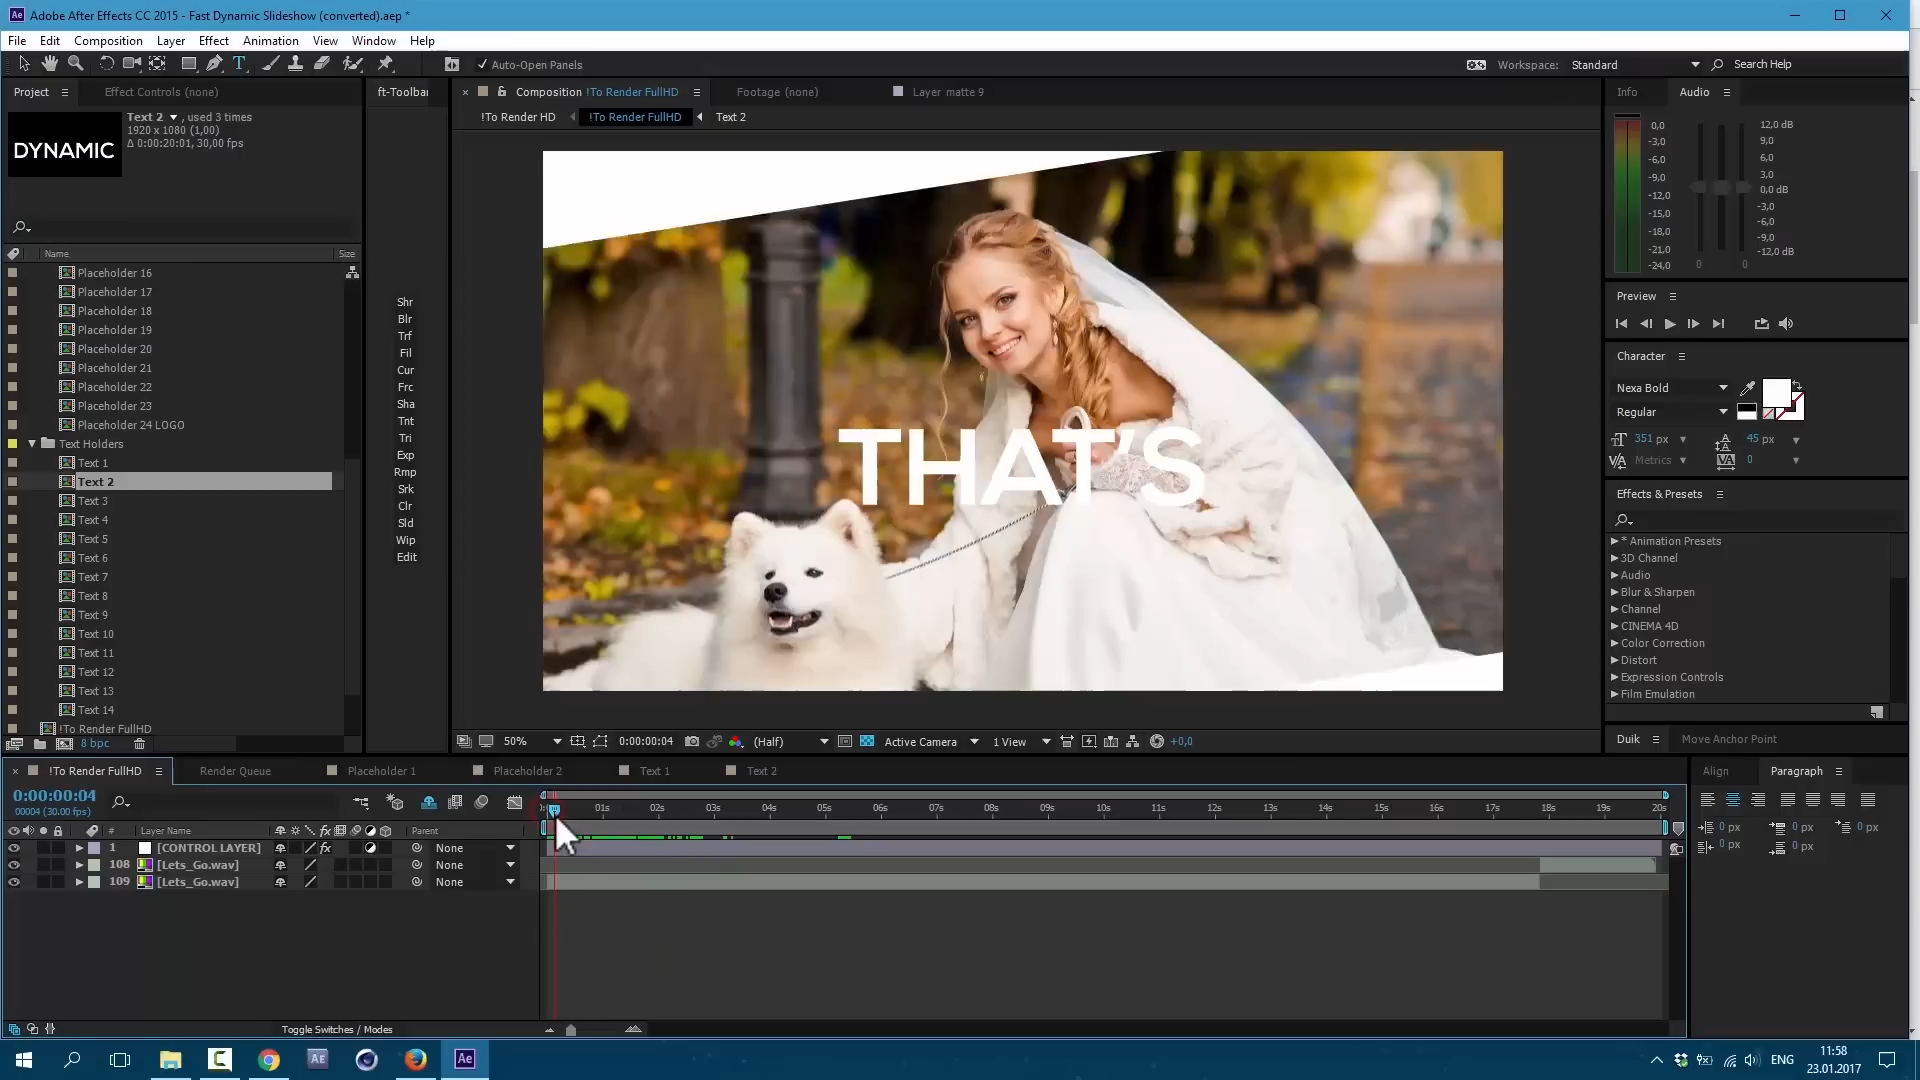 Adobe After Effects CC 2015 - Fast Dynamic Slideshow (converted).aep *
File Edit Composition Layer Effect Animation View Window Help
Auto-Open Panels
Workspace: Standard
Search Help
Project
Effect Controls (none)
Text 2 , used 3 times
1920 x 1080 (1,00)
Δ 0:00:20:01, 30,00 fps
DYNAMIC
Name
Size
Placeholder 16
Placeholder 17
Placeholder 18
Placeholder 19
Placeholder 20
Placeholder 21
Placeholder 22
Placeholder 23
Placeholder 24 LOGO
Text Holders
Text 1
Text 2
Text 3
Text 4
Text 5
Text 6
Text 7
Text 8
Text 9
Text 10
Text 11
Text 12
Text 13
Text 14
!To Render FullHD
8 bpc
ft-Toolbar
Shr
Blr
Trf
Fil
Cur
Frc
Sha
Tnt
Tri
Exp
Rmp
Srk
Clr
Sld
Wip
Edit
Composition !To Render FullHD
Footage (none)
Layer matte 9
!To Render HD
!To Render FullHD
Text 2
THAT'S
50%
0:00:00:04
(Half)
Active Camera
1 View
+0,0
Info
Audio
0,0
-3,0
-6,0
-9,0
-12,0
-15,0
-18,0
-21,0
-24,0
12,0 dB
9,0
6,0
3,0
0,0 dB
-3,0
-6,0
-9,0
-12,0 dB
0
0
Preview
Character
Nexa Bold
Regular
351 px
45 px
Metrics
0
Effects & Presets
* Animation Presets
3D Channel
Audio
Blur & Sharpen
Channel
CINEMA 4D
Color Correction
Distort
Expression Controls
Film Emulation
Duik
Move Anchor Point
!To Render FullHD
Render Queue
Placeholder 1
Placeholder 2
Text 1
Text 2
0:00:00:04
00004 (30.00 fps)
01s 02s 03s 04s 05s 06s 07s 08s 09s 10s 11s 12s 13s 14s 15s 16s 17s 18s 19s 20s
# Layer Name
Parent
1 [CONTROL LAYER] None
108 [Lets_Go.wav] None
109 [Lets_Go.wav] None
Toggle Switches / Modes
Align
Paragraph
0 px
0 px
0 px
0 px
0 px
ENG
11:58
23.01.2017